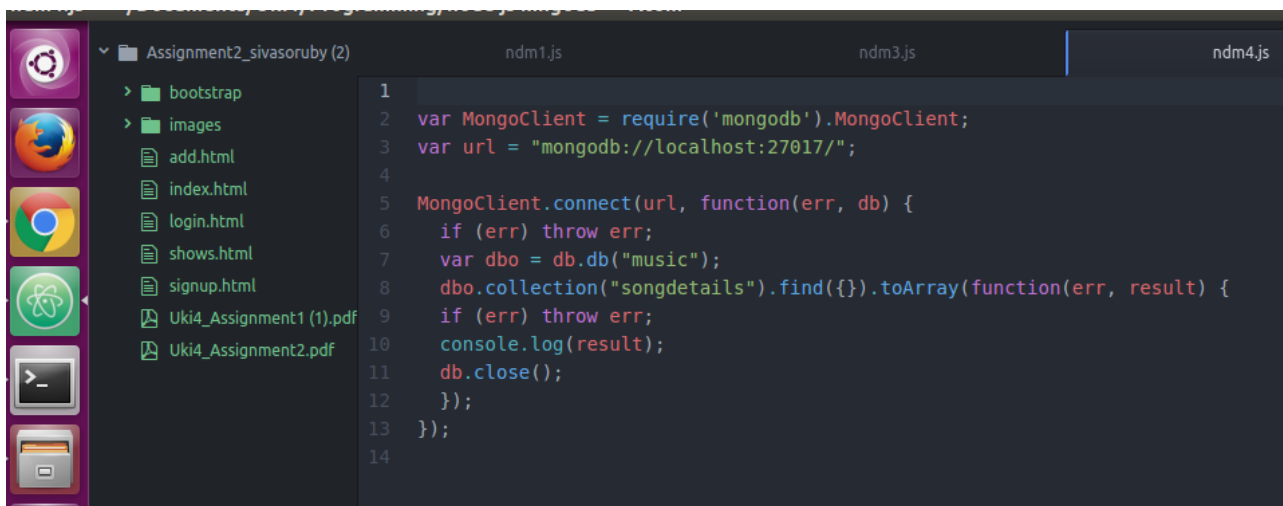 Assignment2_sivasoruby (2)
bootstrap
images
add.html
index.html
login.html
shows.html
signup.html
Uki4_Assignment1 (1).pdf
Uki4_Assignment2.pdf
ndm1.js
ndm3.js
ndm4.js
1
2 var MongoClient = require('mongodb').MongoClient;
3 var url = "mongodb://localhost:27017/";
4
5 MongoClient.connect(url, function(err, db) {
6 if (err) throw err;
7 var dbo = db.db("music");
8 dbo.collection("songdetails").find({}).toArray(function(err, result) {
9 if (err) throw err;
10 console.log(result);
11 db.close();
12 });
13 });
14